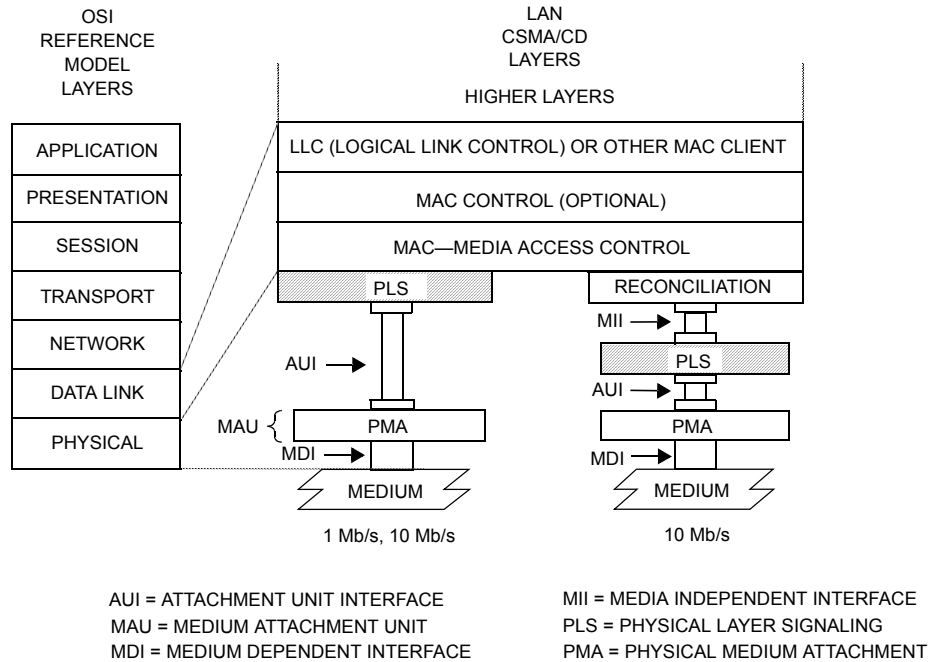 OSI
REFERENCE
MODEL
LAYERS
LAN
CSMA/CD
LAYERS
HIGHER LAYERS
APPLICATION
PRESENTATION
SESSION
TRANSPORT
NETWORK
DATA LINK
PHYSICAL
LLC (LOGICAL LINK CONTROL) OR OTHER MAC CLIENT
MAC CONTROL (OPTIONAL)
MAC—MEDIA ACCESS CONTROL
PLS
AUI
MAU
PMA
MDI
MEDIUM
1 Mb/s, 10 Mb/s
RECONCILIATION
MII
PLS
AUI
PMA
MDI
MEDIUM
10 Mb/s
AUI = ATTACHMENT UNIT INTERFACE
MAU = MEDIUM ATTACHMENT UNIT
MDI = MEDIUM DEPENDENT INTERFACE
MII = MEDIA INDEPENDENT INTERFACE
PLS = PHYSICAL LAYER SIGNALING
PMA = PHYSICAL MEDIUM ATTACHMENT